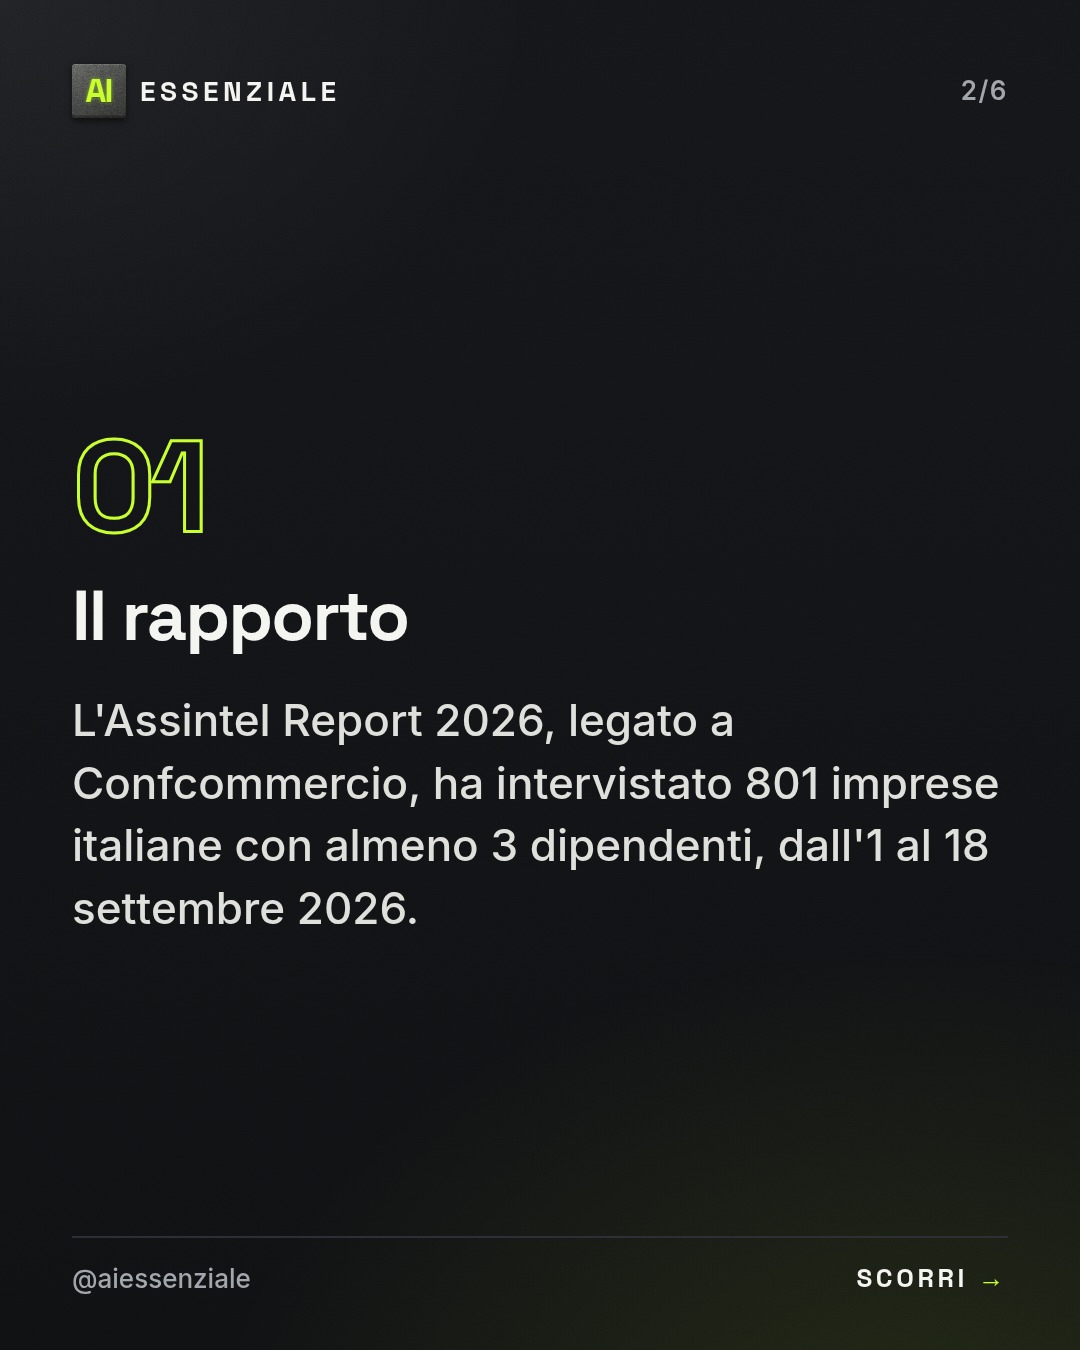 AI ESSENZIALE
2/6
01
Il rapporto
L'Assintel Report 2026, legato a
Confcommercio, ha intervistato 801 imprese
italiane con almeno 3 dipendenti, dall'1 al 18
settembre 2026.
@aiessenziale
SCORRI →